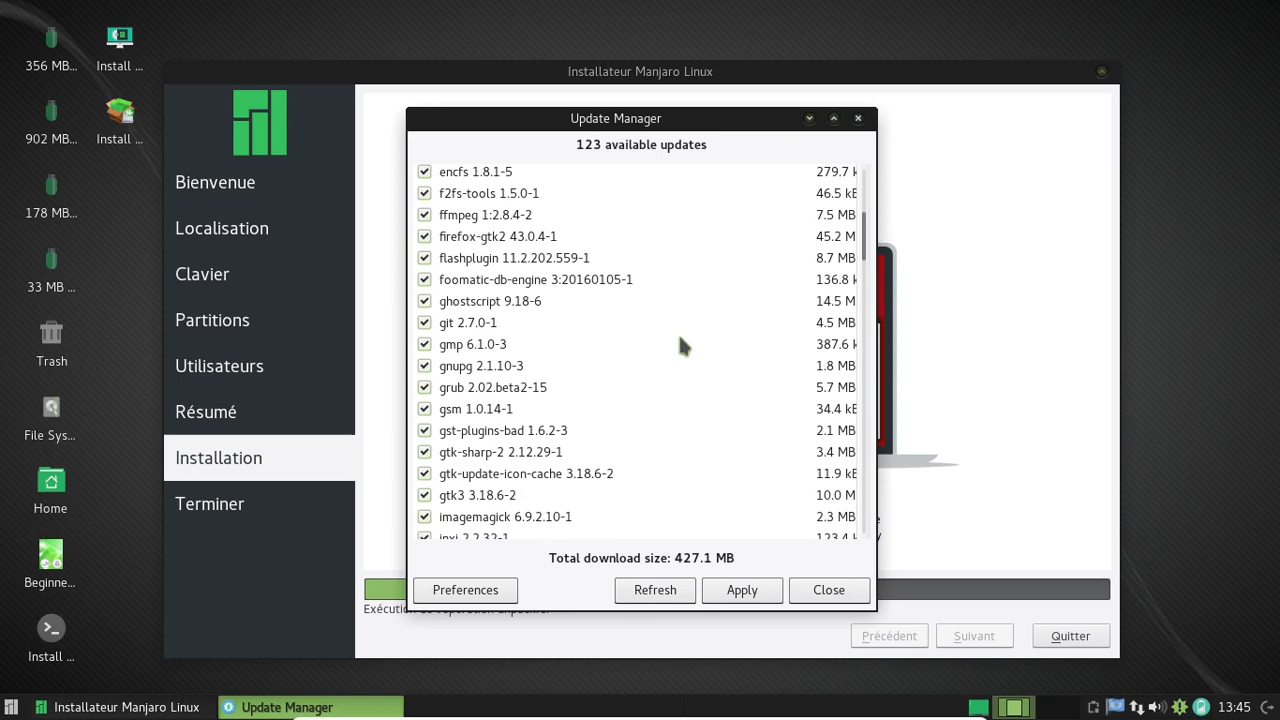 356 MB...
Install ...
902 MB...
Install ...
178 MB...
33 MB ...
Trash
File Sys...
Home
Beginne...
Install ...
Installateur Manjaro Linux
Bienvenue
Localisation
Clavier
Partitions
Utilisateurs
Résumé
Installation
Terminer
Update Manager
123 available updates
encfs 1.8.1-5 279.7 k
f2fs-tools 1.5.0-1 46.5 kB
ffmpeg 1:2.8.4-2 7.5 MB
firefox-gtk2 43.0.4-1 45.2 M
flashplugin 11.2.202.559-1 8.7 MB
foomatic-db-engine 3:20160105-1 136.8 k
ghostscript 9.18-6 14.5 M
git 2.7.0-1 4.5 MB
gmp 6.1.0-3 387.6 k
gnupg 2.1.10-3 1.8 MB
grub 2.02.beta2-15 5.7 MB
gsm 1.0.14-1 34.4 kB
gst-plugins-bad 1.6.2-3 2.1 MB
gtk-sharp-2 2.12.29-1 3.4 MB
gtk-update-icon-cache 3.18.6-2 11.9 kB
gtk3 3.18.6-2 10.0 M
imagemagick 6.9.2.10-1 2.3 MB
inxi 2.2.32-1 123.4 k
Total download size: 427.1 MB
Preferences Refresh Apply Close
Précédent Suivant Quitter
Installateur Manjaro Linux Update Manager 13:45